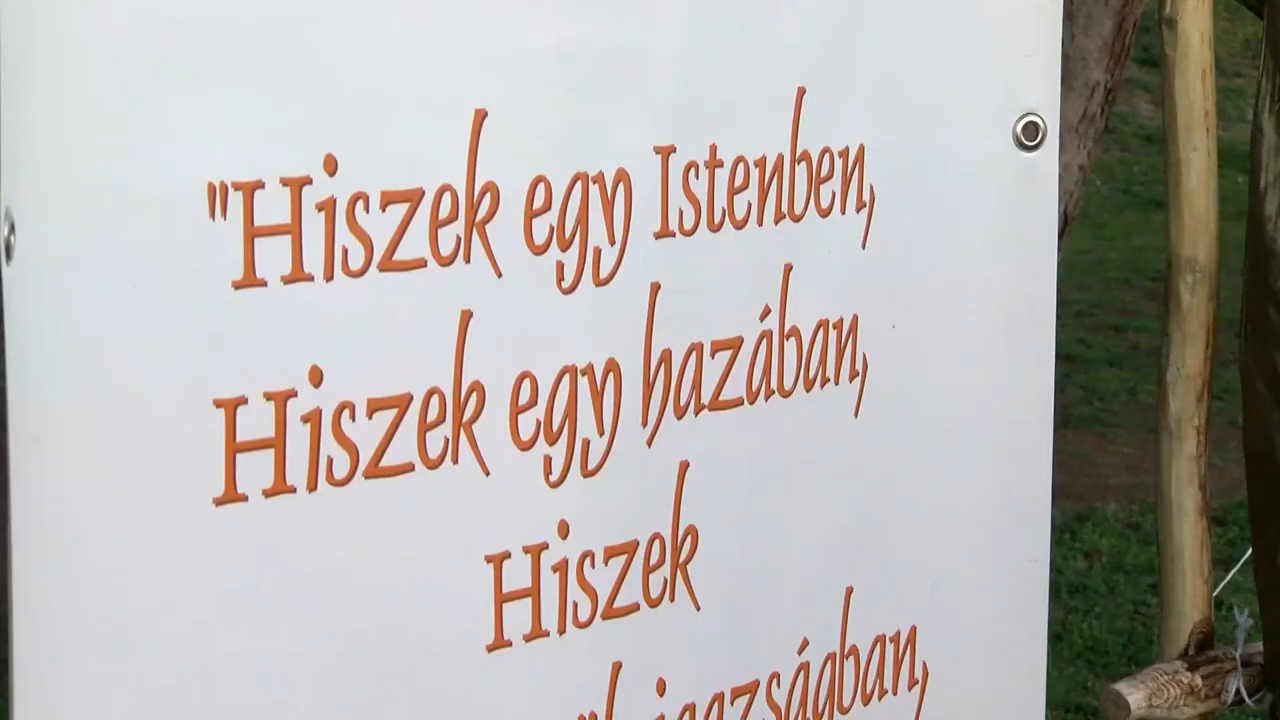 "Hiszek egy Istenben,
Hiszek egy hazában,
Hiszek
igazságban,